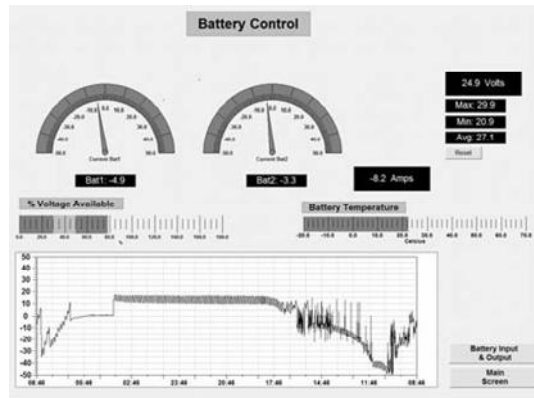 Battery Control
24.9 Volts
Max: 29.9
Min: 20.9
Avg: 27.1
Reset
Current Bat1
Current Bat2
Bat1: -4.9
Bat2: -3.3
-8.2 Amps
% Voltage Available
Battery Temperature
%
Celcius
50
40
30
20
10
0
-10
-20
-30
-40
-50
08:46
05:46
02:46
23:46
20:46
17:46
14:46
11:46
08:46
Battery Input
& Output
Main
Screen